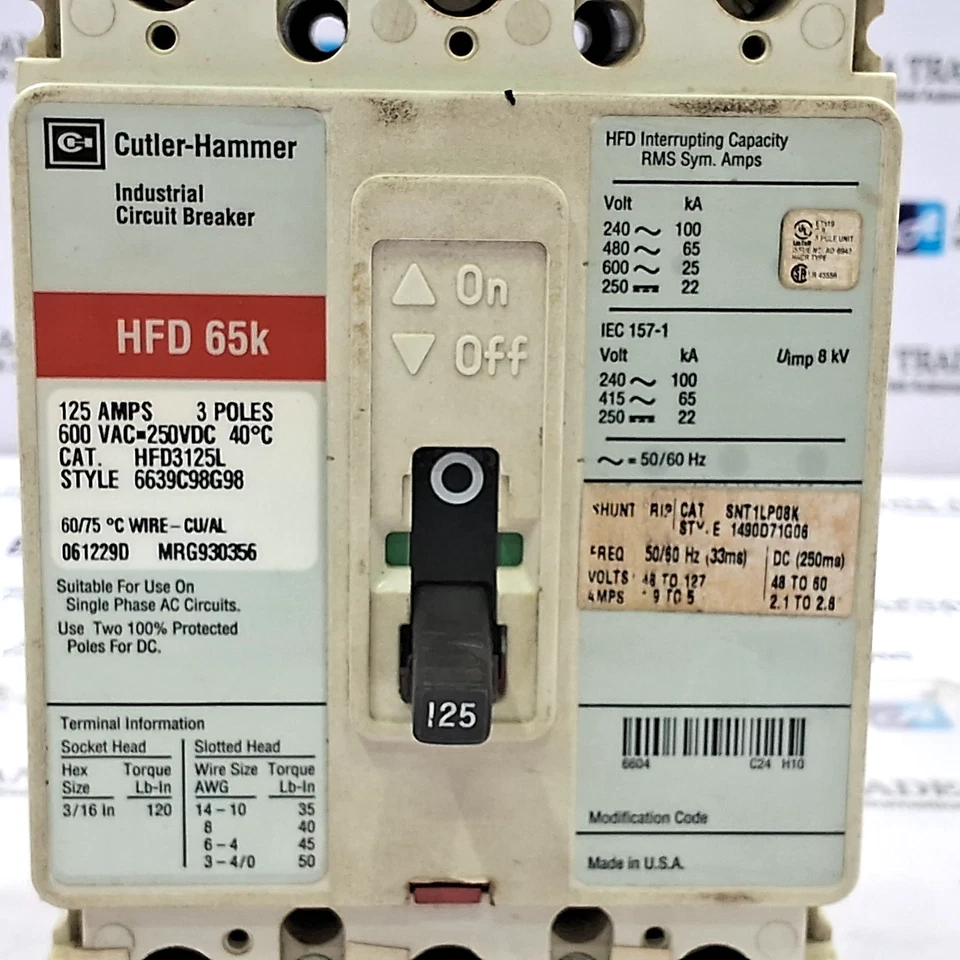 Cutler-Hammer
Industrial
Circuit Breaker
HFD 65k
125 AMPS 3 POLES
600 VAC=250VDC 40°C
CAT. HFD3125L
STYLE 6639C98G98
60/75 °C WIRE – CU/AL
061229D MRG930356
Suitable For Use On
Single Phase AC Circuits.
Use Two 100% Protected
Poles For DC.
Terminal Information
Socket Head Slotted Head
Hex Torque Wire Size Torque
Size Lb-In AWG Lb-In
3/16 In 120 14 – 10 35
8 40
6 – 4 45
3 – 4/0 50
On
Off
125
HFD Interrupting Capacity
RMS Sym. Amps
Volt kA
240 ~ 100
480 ~ 65
600 ~ 25
250 ⎓ 22
IEC 157-1
Volt kA Uimp 8 kV
240 ~ 100
415 ~ 65
250 ⎓ 22
~ = 50/60 Hz
SHUNT CAT SNT1LP08K
1490D71G06
FREQ 50/60 Hz (33ms) DC (250ms)
VOLTS 48 TO 127 48 TO 60
AMPS 9 TO 5 2.1 TO 2.8
6604 C24 H10
Modification Code
Made in U.S.A.